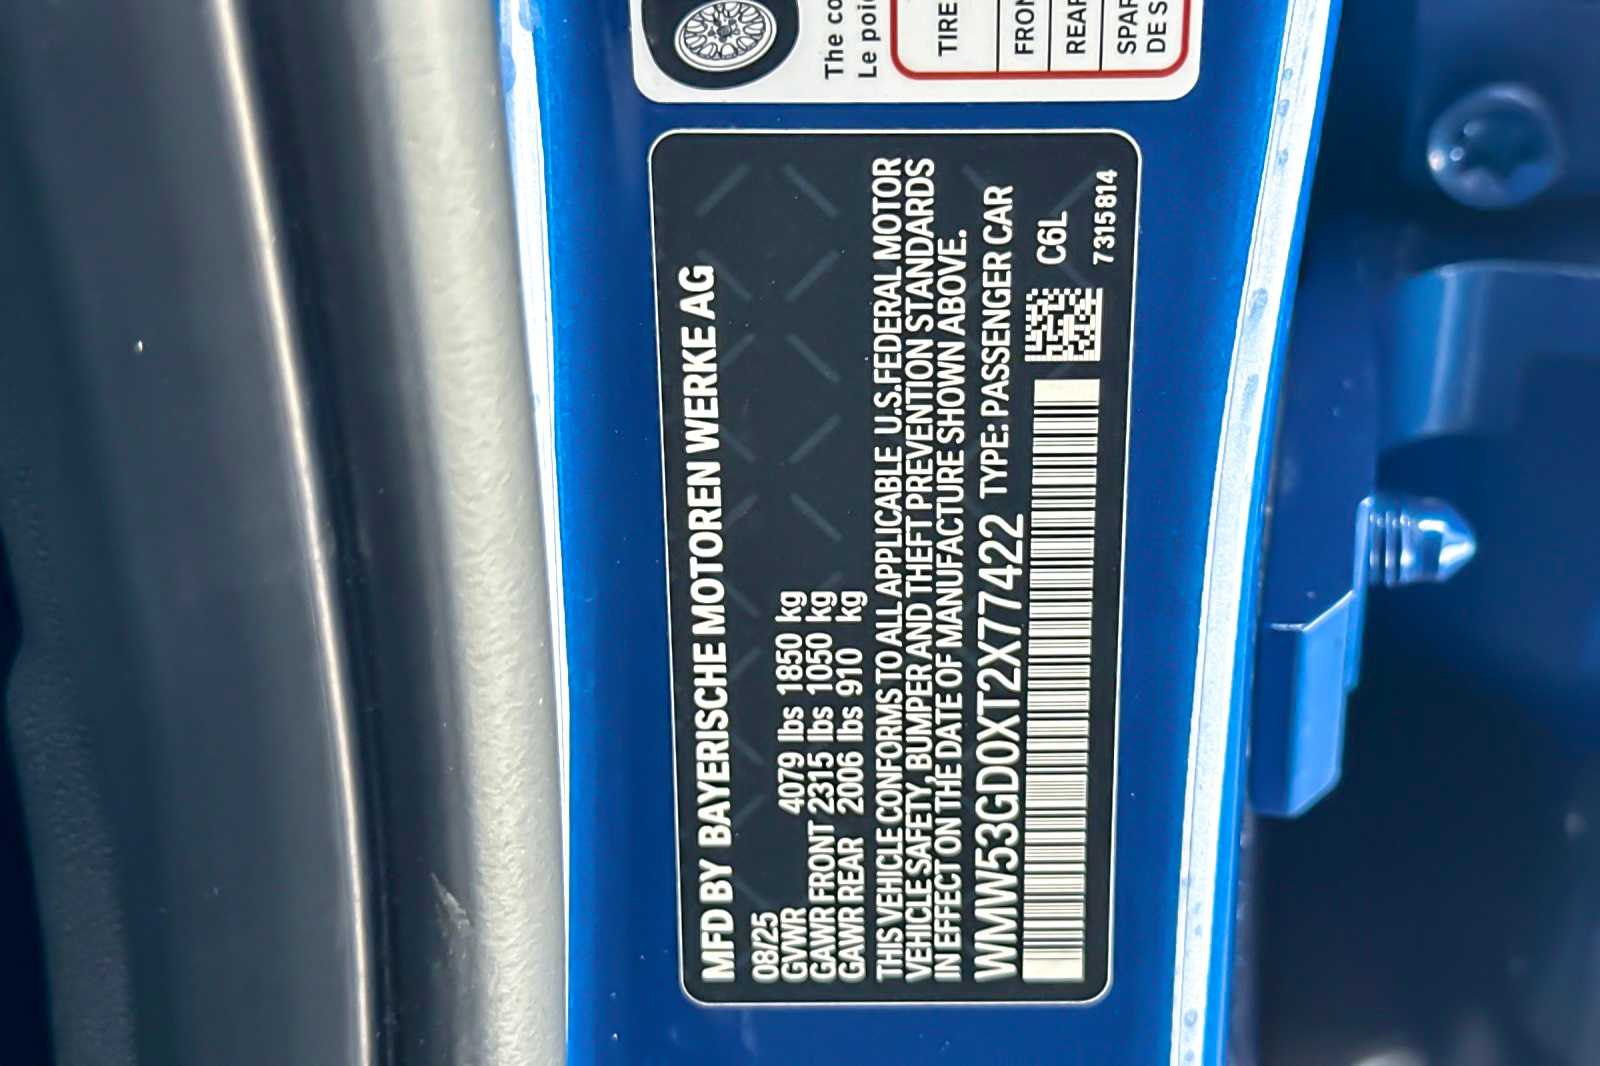 MFD BY BAYERISCHE MOTOREN WERKE AG
08/25
GVWR 4079 lbs 1850 kg
GAWR FRONT 2315 lbs 1050 kg
GAWR REAR 2006 lbs 910 kg
THIS VEHICLE CONFORMS TO ALL APPLICABLE U.S.FEDERAL MOTOR
VEHICLE SAFETY, BUMPER AND THEFT PREVENTION STANDARDS
IN EFFECT ON THE DATE OF MANUFACTURE SHOWN ABOVE.
WMW53GD0XT2X77422 TYPE: PASSENGER CAR
C6L
7315814
The co
Le poi
TIRE
FRON
REAR
SPAR
DE S